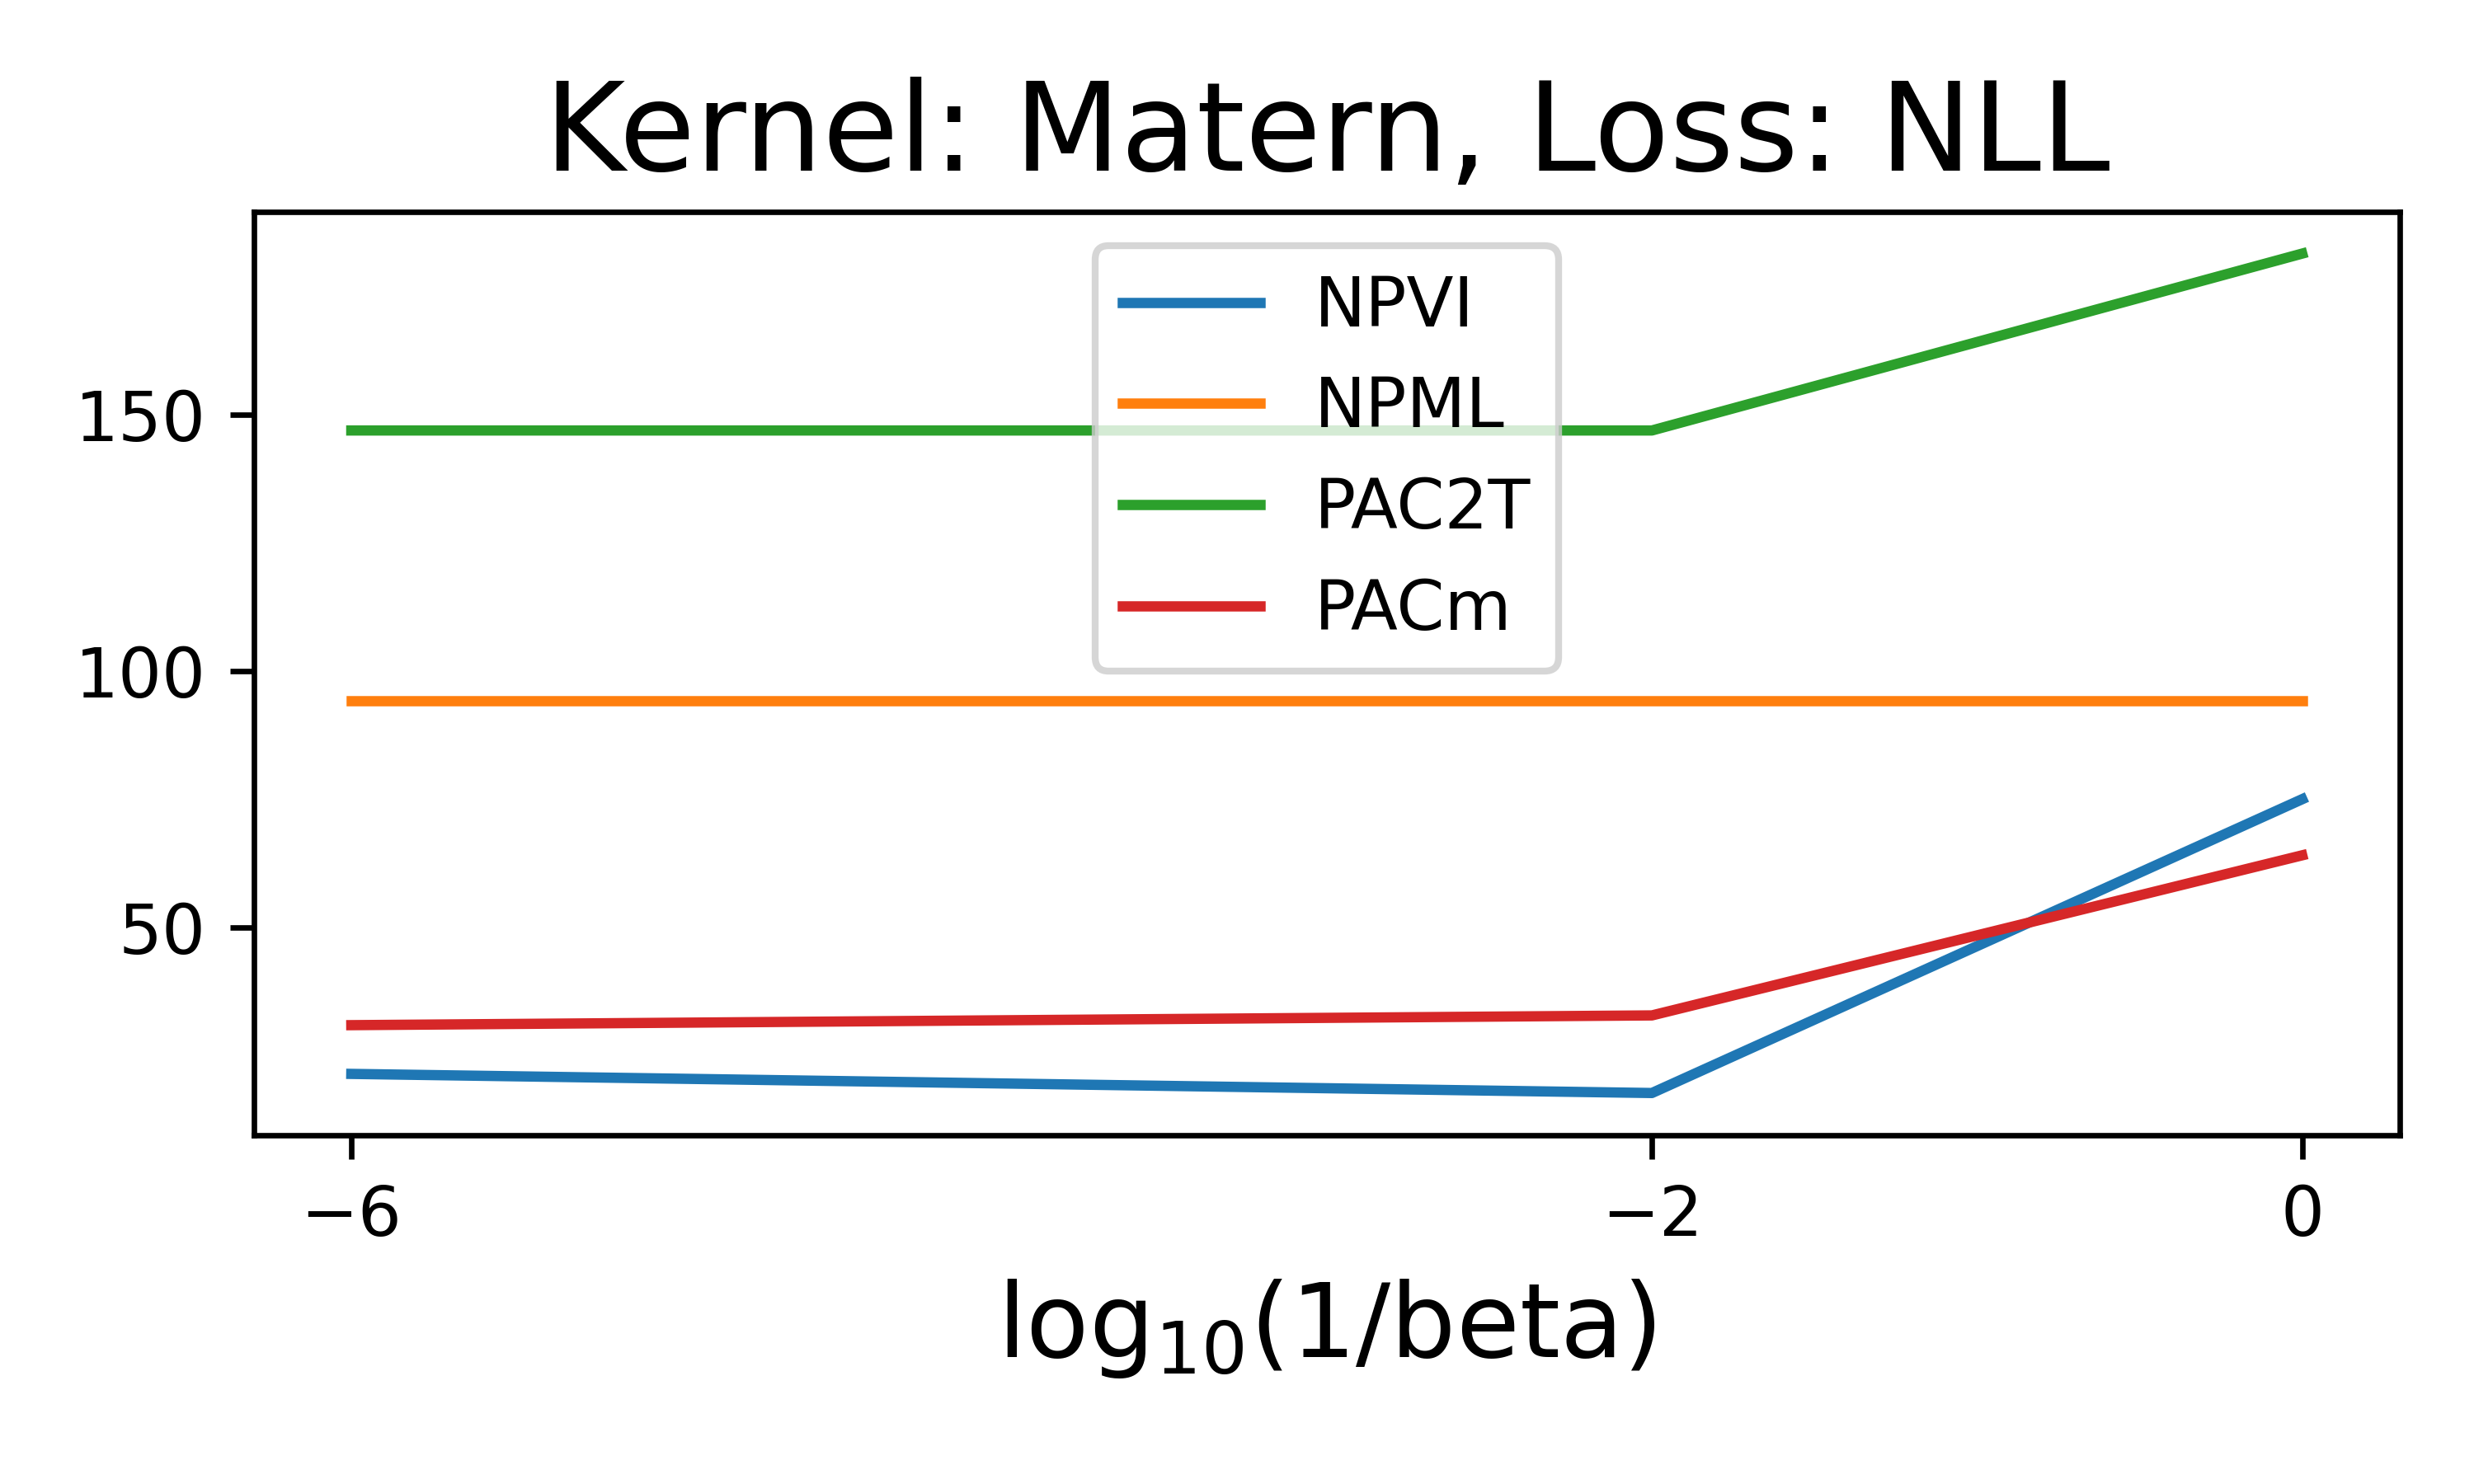 Kernel: Matern, Loss: NLL
NPVI
NPML
PAC2T
PACm
150
100
50
−6 −2 0
log₁₀(1/beta)